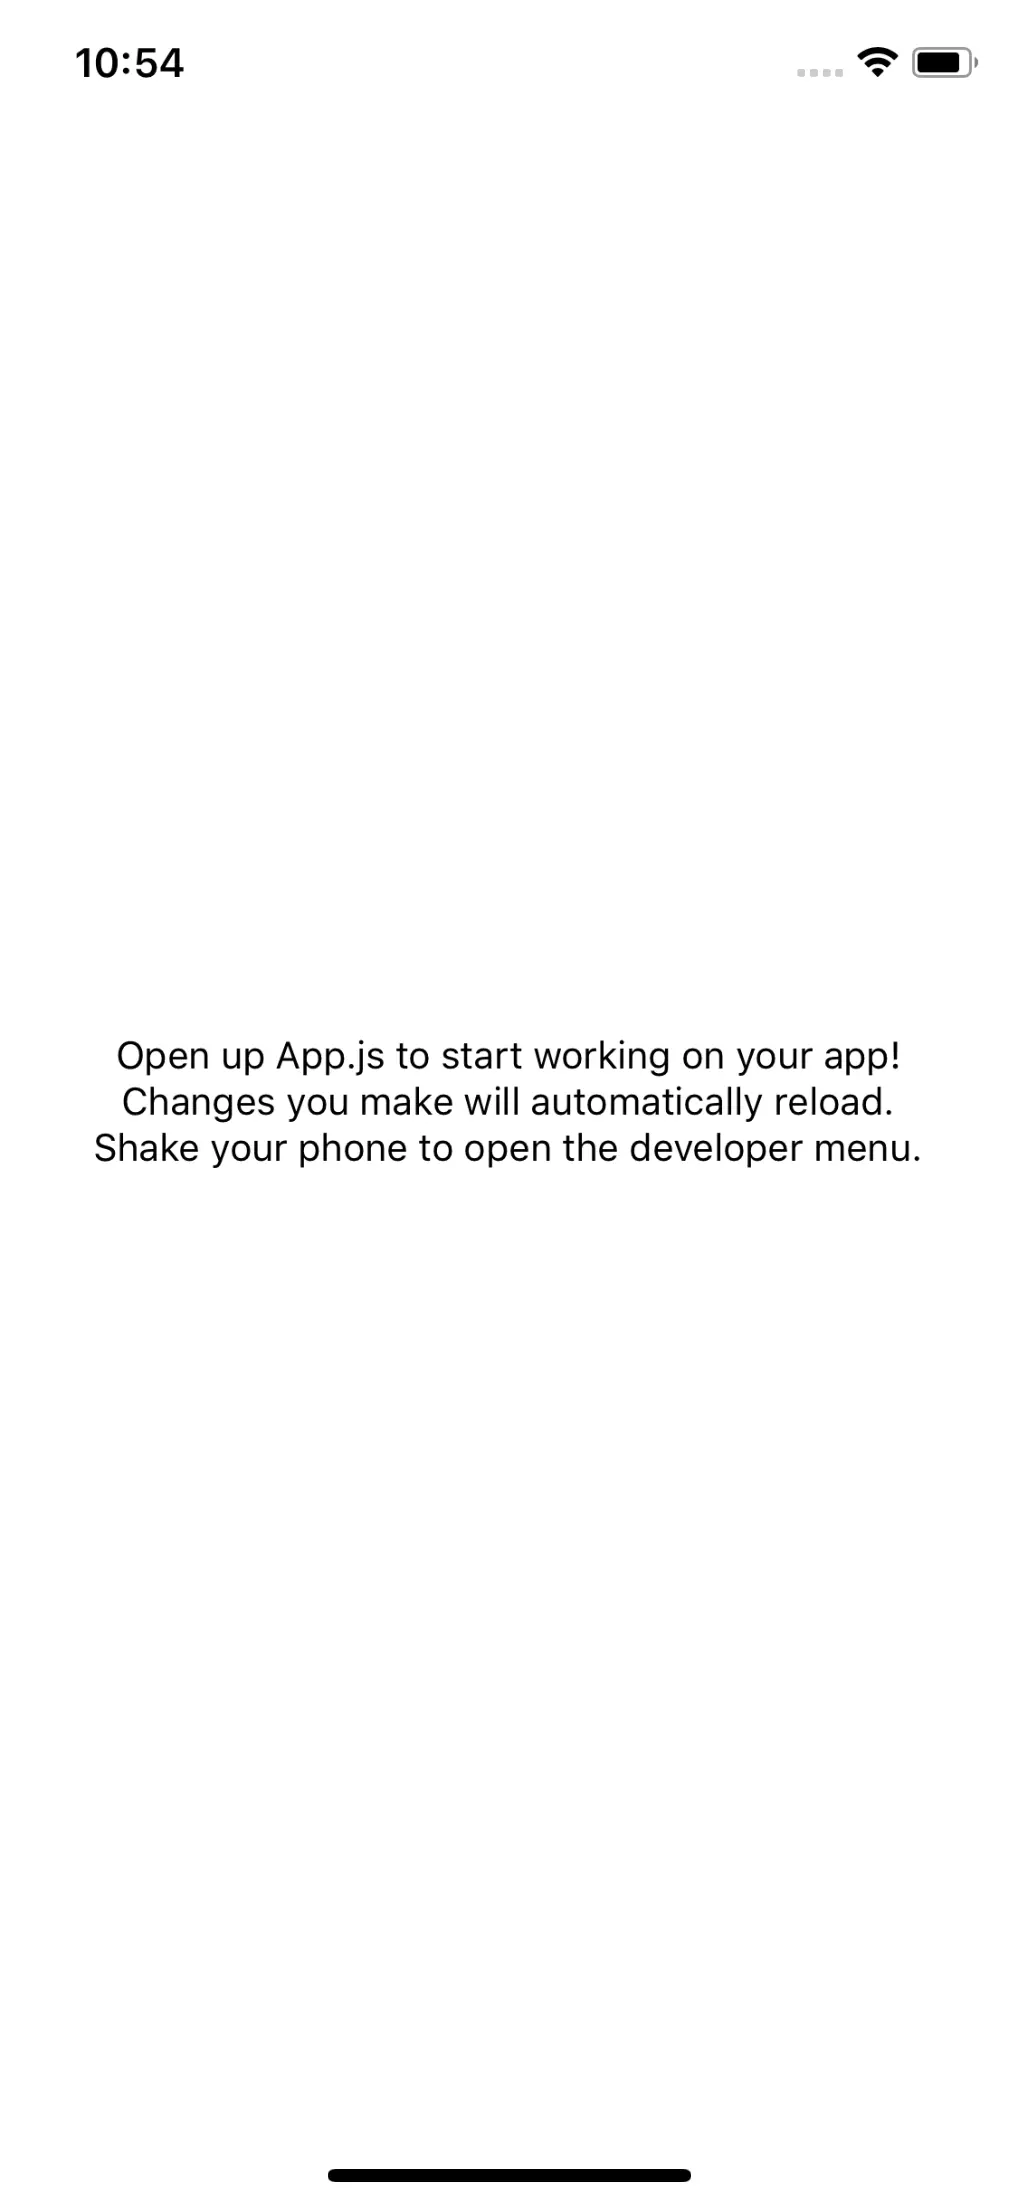 10:54
Open up App.js to start working on your app!
Changes you make will automatically reload.
Shake your phone to open the developer menu.